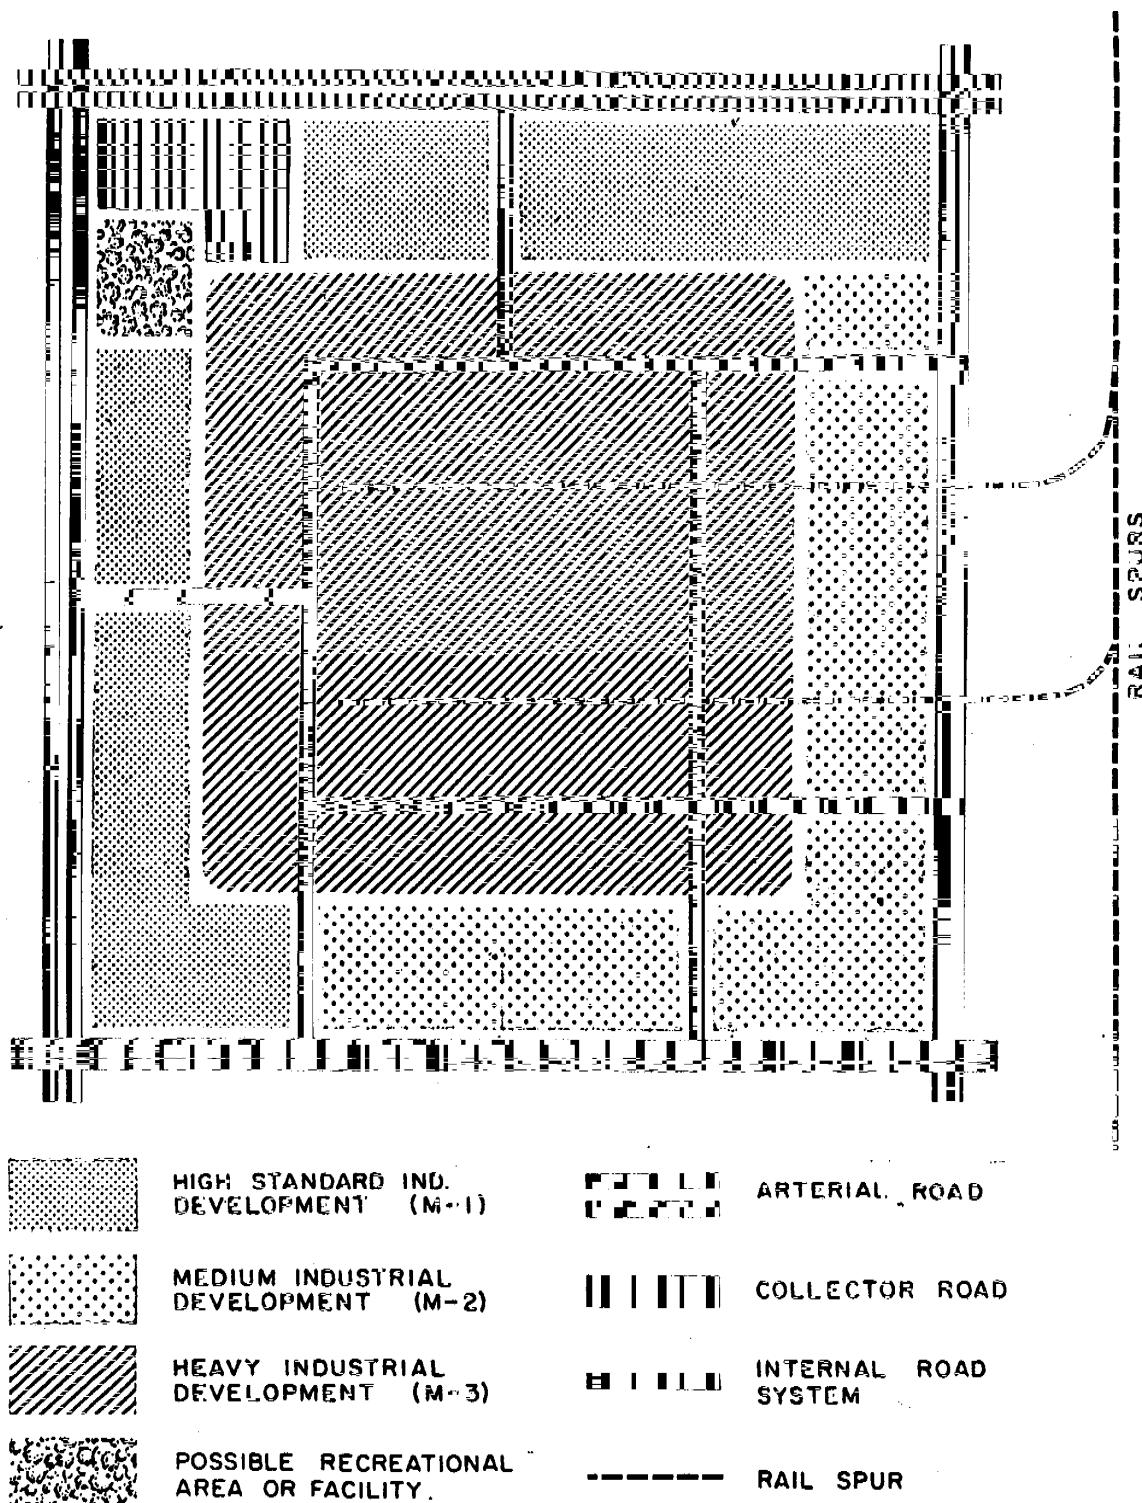 RAIL SPURS
HIGH STANDARD IND.
DEVELOPMENT (M-1)
MEDIUM INDUSTRIAL
DEVELOPMENT (M-2)
HEAVY INDUSTRIAL
DEVELOPMENT (M-3)
POSSIBLE RECREATIONAL
AREA OR FACILITY.
ARTERIAL ROAD
COLLECTOR ROAD
INTERNAL ROAD
SYSTEM
RAIL SPUR